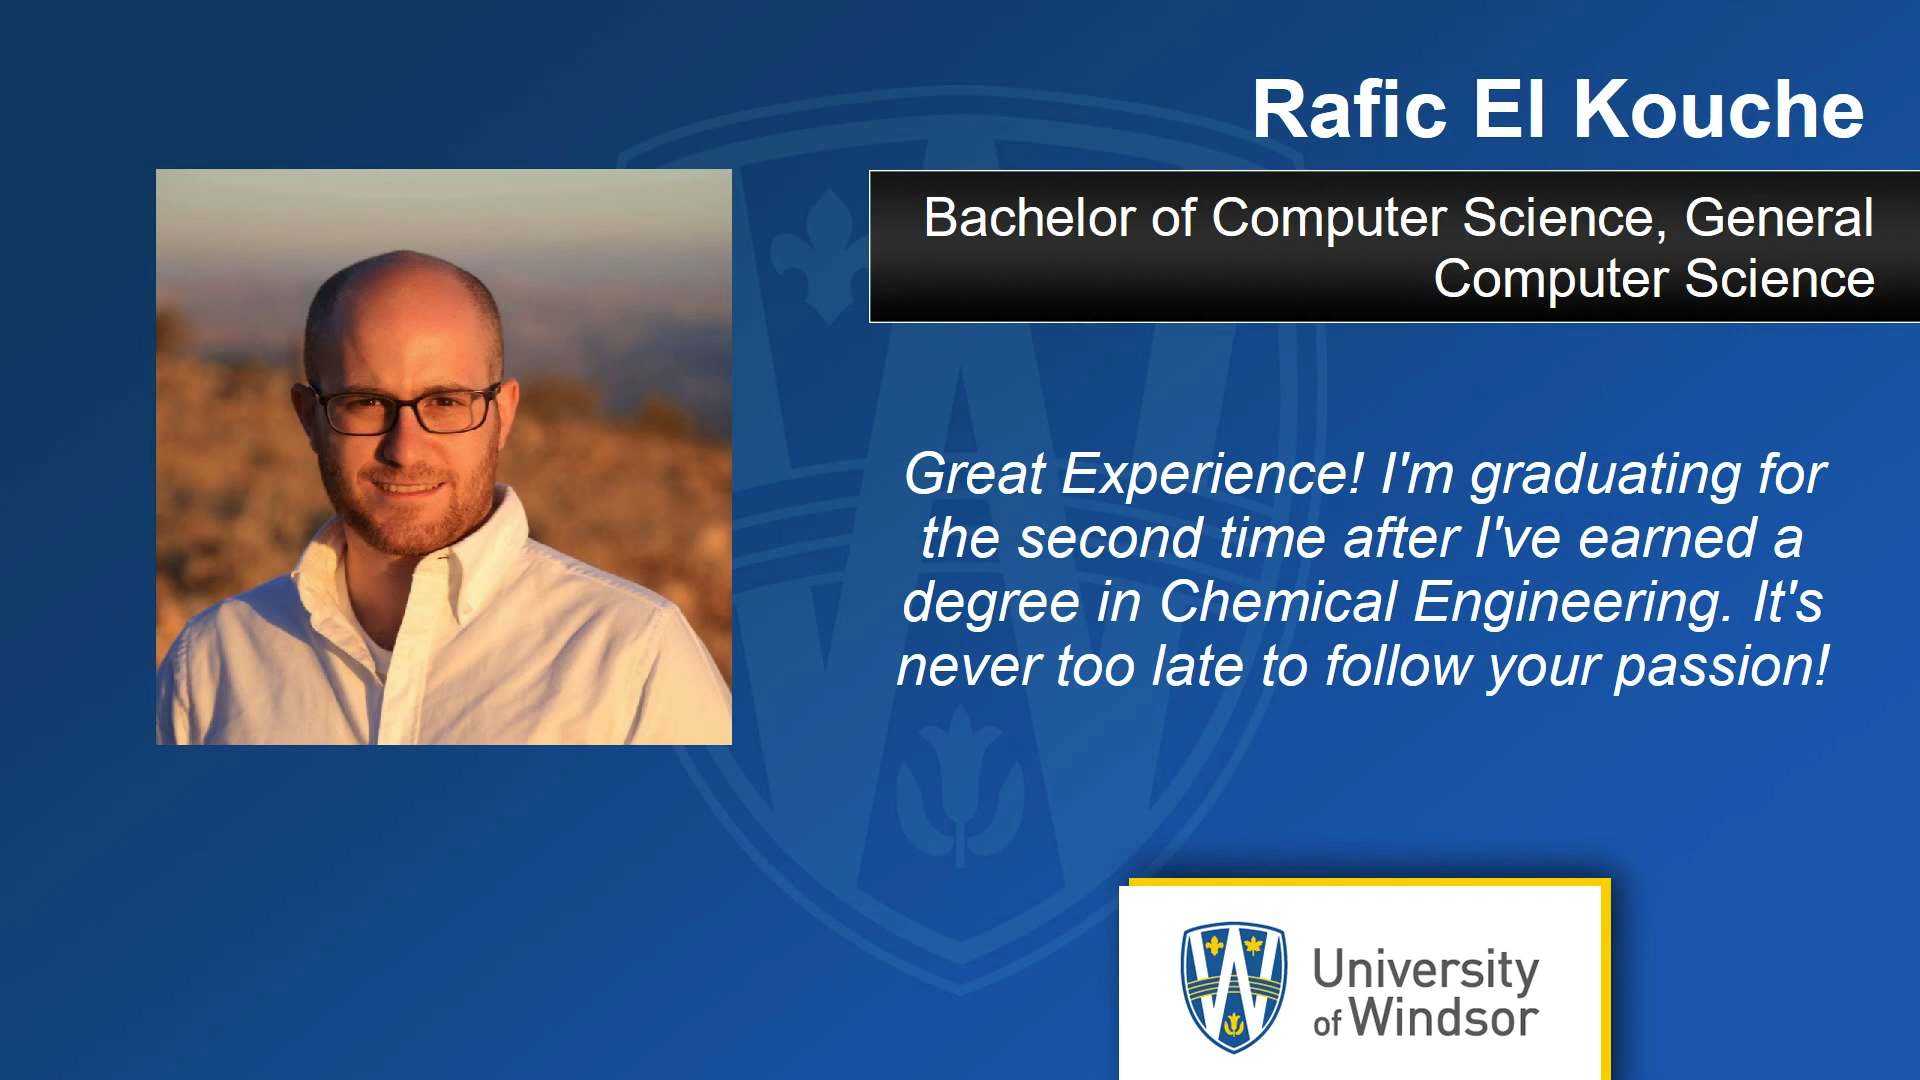 Rafic El Kouche
Bachelor of Computer Science, General
Computer Science
Great Experience! I'm graduating for
the second time after I've earned a
degree in Chemical Engineering. It's
never too late to follow your passion!
University
of Windsor